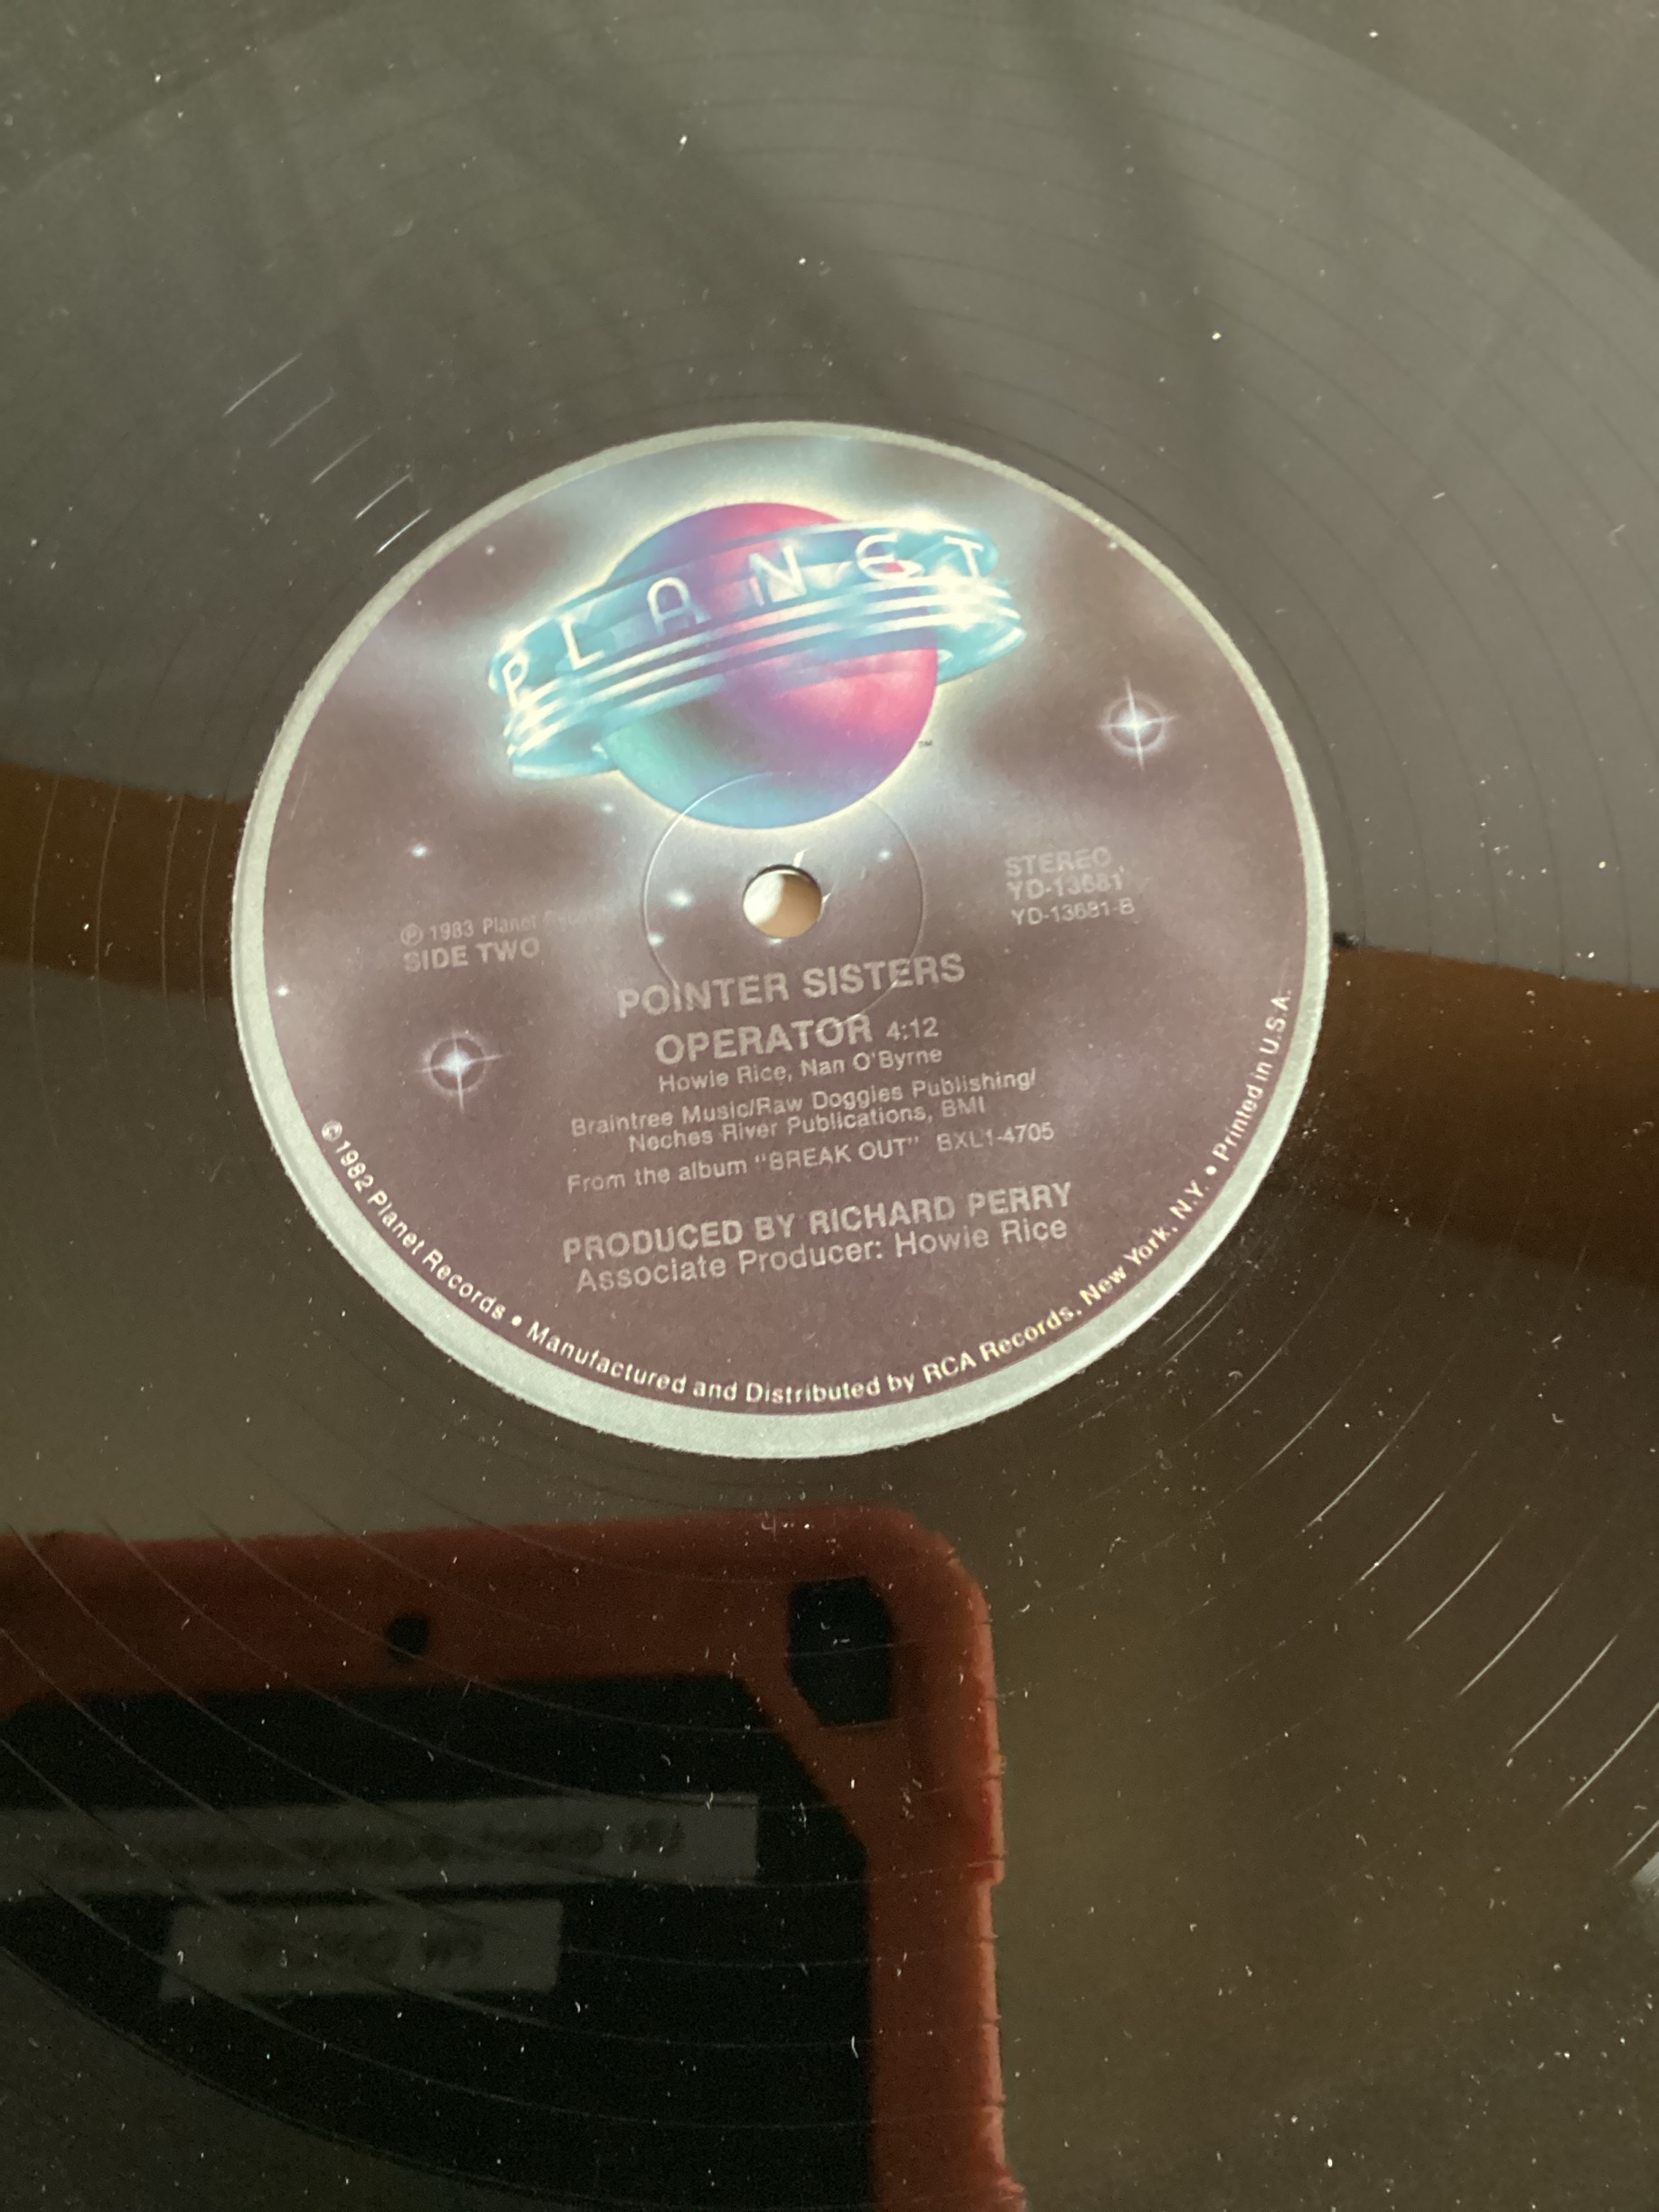 PLANET
™
STEREO
YD-13681
YD-13681-B
Ⓟ 1983 Planet
SIDE TWO
POINTER SISTERS
OPERATOR 4:12
Howie Rice, Nan O'Byrne
Braintree Music/Raw Doggies Publishing/
Neches River Publications, BMI
From the album "BREAK OUT" BXL1-4705
PRODUCED BY RICHARD PERRY
Associate Producer: Howie Rice
© 1982 Planet Records • Manufactured and Distributed by RCA Records, New York, N.Y. • Printed in U.S.A.